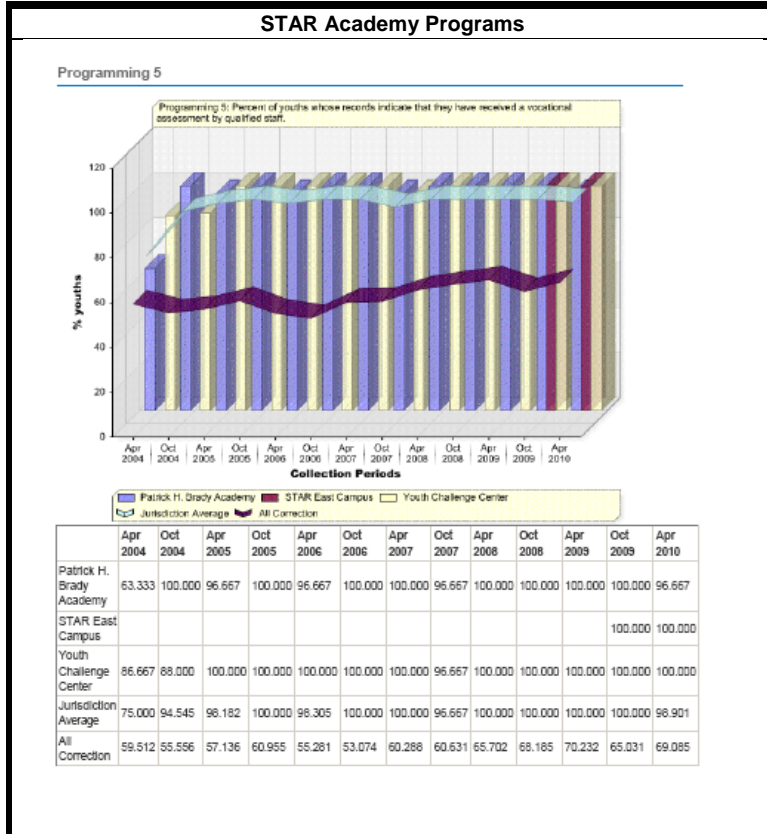 STAR Academy Programs
Programming 5
Programming 5: Percent of youths whose records indicate that they have received a vocational
assessment by qualified staff.
120
100
80
60
40
20
0
% youths
Apr Oct Apr Oct Apr Oct Apr Oct Apr Oct Apr Oct Apr
2004 2004 2005 2005 2006 2006 2007 2007 2008 2008 2009 2009 2010
Collection Periods
Patrick H. Brady Academy STAR East Campus Youth Challenge Center
Jurisdiction Average All Correction
Apr Oct Apr Oct Apr Oct Apr Oct Apr Oct Apr Oct Apr
2004 2004 2005 2005 2006 2006 2007 2007 2008 2008 2009 2009 2010
Patrick H.
Brady 63.333 100.000 96.667 100.000 96.667 100.000 100.000 96.667 100.000 100.000 100.000 100.000 96.667
Academy
STAR East
Campus 100.000 100.000
Youth
Challenge 86.667 88.000 100.000 100.000 100.000 100.000 100.000 96.667 100.000 100.000 100.000 100.000 100.000
Center
Jurisdiction
Average 75.000 94.545 98.182 100.000 98.305 100.000 100.000 96.667 100.000 100.000 100.000 100.000 98.901
All
Correction 59.512 55.556 57.136 60.955 55.281 53.074 60.288 60.631 65.702 68.185 70.232 65.031 69.085